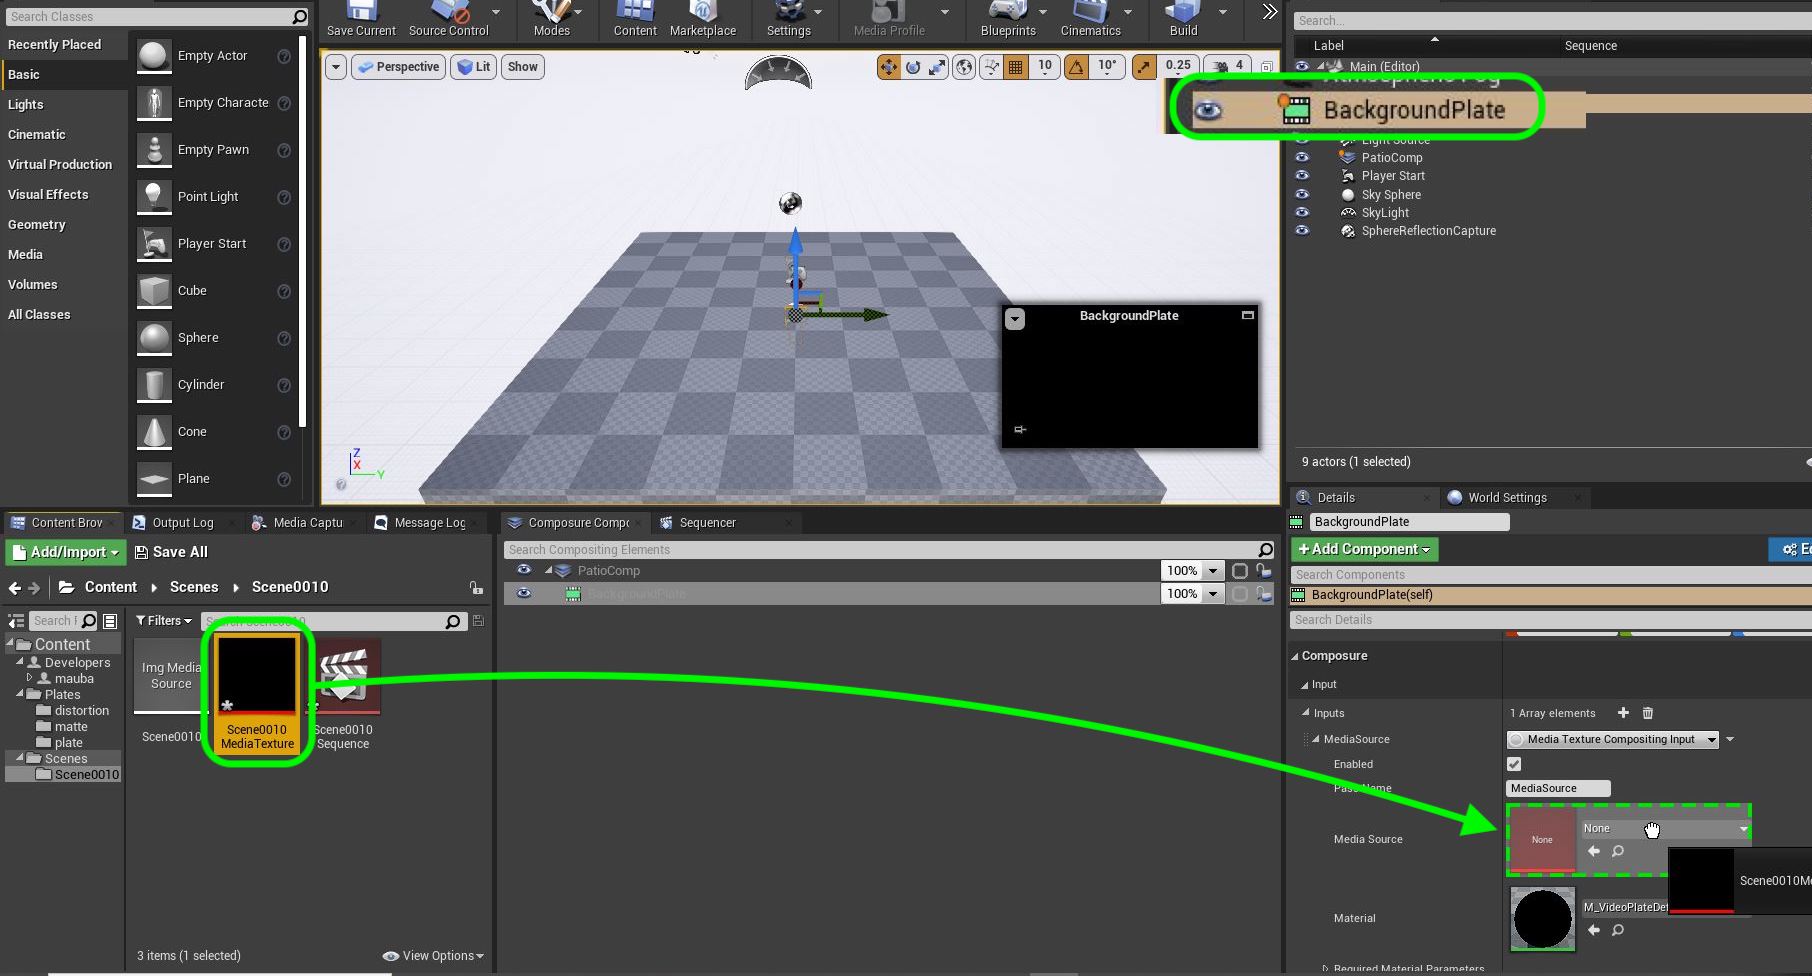 Search Classes
Recently Placed
Basic
Lights
Cinematic
Virtual Production
Visual Effects
Geometry
Media
Volumes
All Classes
Empty Actor
Empty Characte
Empty Pawn
Point Light
Player Start
Cube
Sphere
Cylinder
Cone
Plane
Save Current
Source Control
Modes
Content
Marketplace
Settings
Media Profile
Blueprints
Cinematics
Build
Perspective
Lit
Show
10
10°
0.25
4
BackgroundPlate
Z
X
Y
Search...
Label
Sequence
Main (Editor)
Atmospheric Fog
BackgroundPlate
Light Source
PatioComp
Player Start
Sky Sphere
SkyLight
SphereReflectionCapture
9 actors (1 selected)
Content Brov
Output Log
Media Captu
Message Log
Add/Import
Save All
Content
Scenes
Scene0010
Search F
Filters
Search Scene0010
Content
Developers
mauba
Plates
distortion
matte
plate
Scenes
Scene0010
Img Media
Source
Scene0010
Scene0010
MediaTexture
Scene0010
Sequence
3 items (1 selected)
View Options
Composure Compo
Sequencer
Search Compositing Elements
PatioComp
100%
BackgroundPlate
100%
Details
World Settings
BackgroundPlate
+Add Component
Search Components
BackgroundPlate(self)
Search Details
Composure
Input
Inputs
1 Array elements
MediaSource
Media Texture Compositing Input
Enabled
Pass Name
MediaSource
Media Source
None
None
Scene0010Me
Material
M_VideoPlateDef
Required Material Parameters